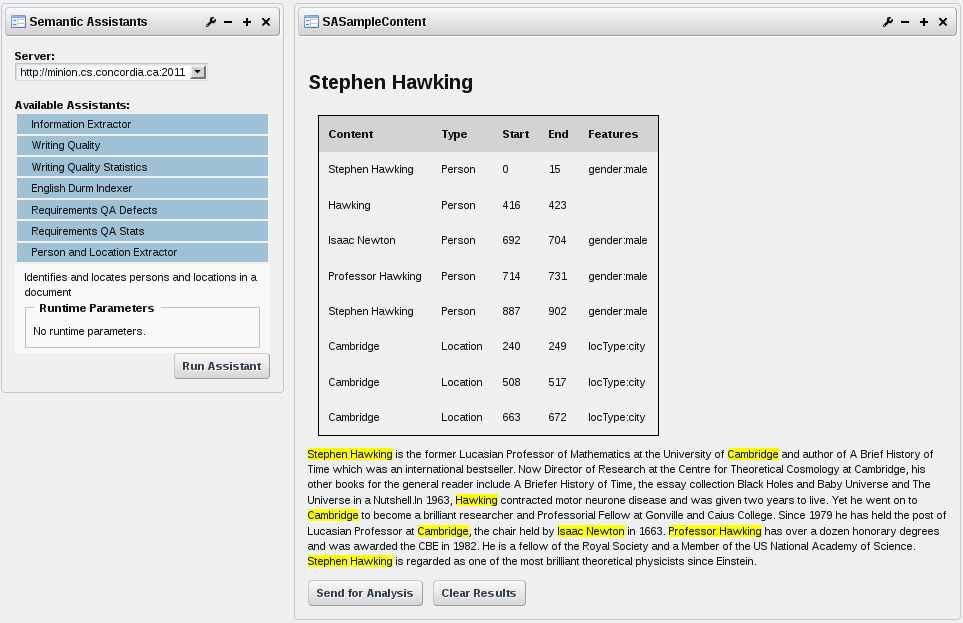 Semantic Assistants
Server:
http://minion.cs.concordia.ca:2011
Available Assistants:
Information Extractor
Writing Quality
Writing Quality Statistics
English Durm Indexer
Requirements QA Defects
Requirements QA Stats
Person and Location Extractor
Identifies and locates persons and locations in a
document
Runtime Parameters
No runtime parameters.
Run Assistant
SASampleContent
Stephen Hawking
Content Type Start End Features
Stephen Hawking Person 0 15 gender:male
Hawking Person 416 423
Isaac Newton Person 692 704 gender:male
Professor Hawking Person 714 731 gender:male
Stephen Hawking Person 887 902 gender:male
Cambridge Location 240 249 locType:city
Cambridge Location 508 517 locType:city
Cambridge Location 663 672 locType:city
Stephen Hawking is the former Lucasian Professor of Mathematics at the University of Cambridge and author of A Brief History of
Time which was an international bestseller. Now Director of Research at the Centre for Theoretical Cosmology at Cambridge, his
other books for the general reader include A Briefer History of Time, the essay collection Black Holes and Baby Universe and The
Universe in a Nutshell.In 1963, Hawking contracted motor neurone disease and was given two years to live. Yet he went on to
Cambridge to become a brilliant researcher and Professorial Fellow at Gonville and Caius College. Since 1979 he has held the post of
Lucasian Professor at Cambridge, the chair held by Isaac Newton in 1663. Professor Hawking has over a dozen honorary degrees
and was awarded the CBE in 1982. He is a fellow of the Royal Society and a Member of the US National Academy of Science.
Stephen Hawking is regarded as one of the most brilliant theoretical physicists since Einstein.
Send for Analysis Clear Results